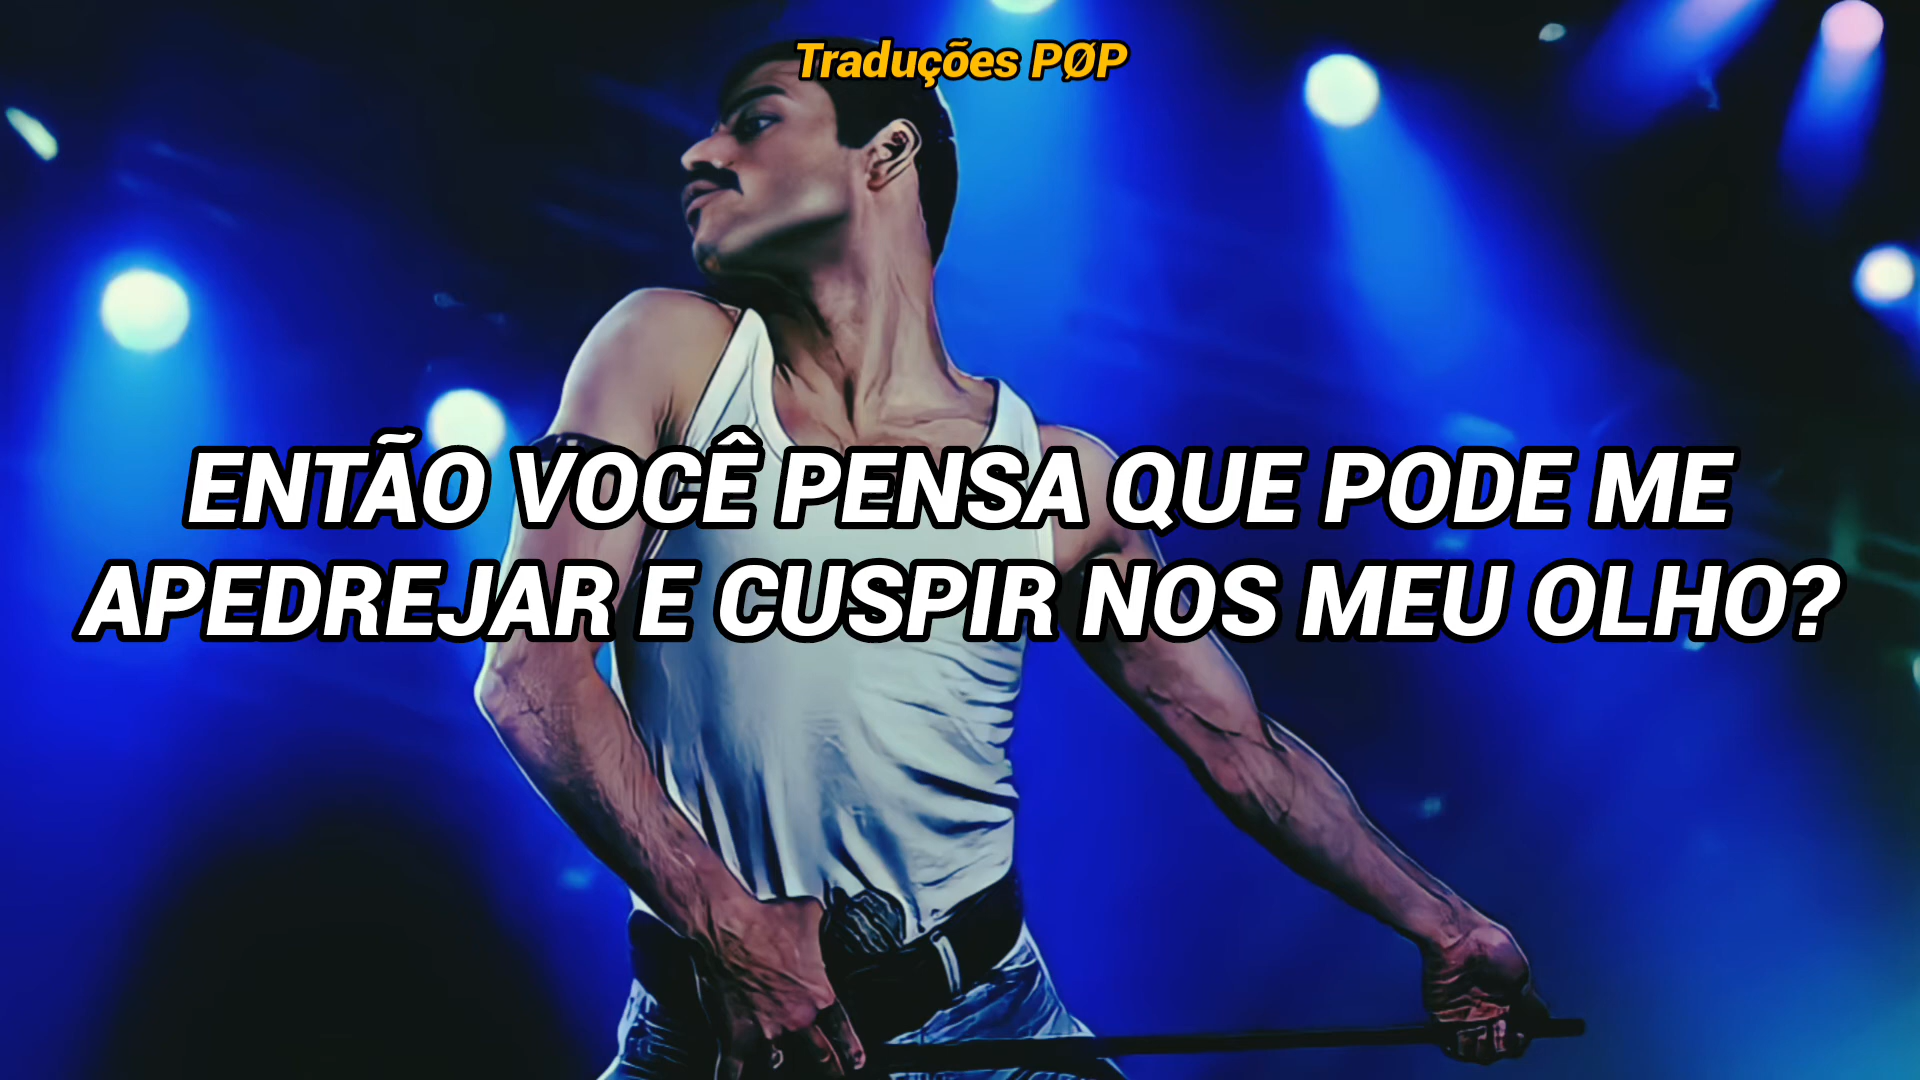 Traduções PØP
ENTÃO VOCÊ PENSA QUE PODE ME
APEDREJAR E CUSPIR NOS MEU OLHO?